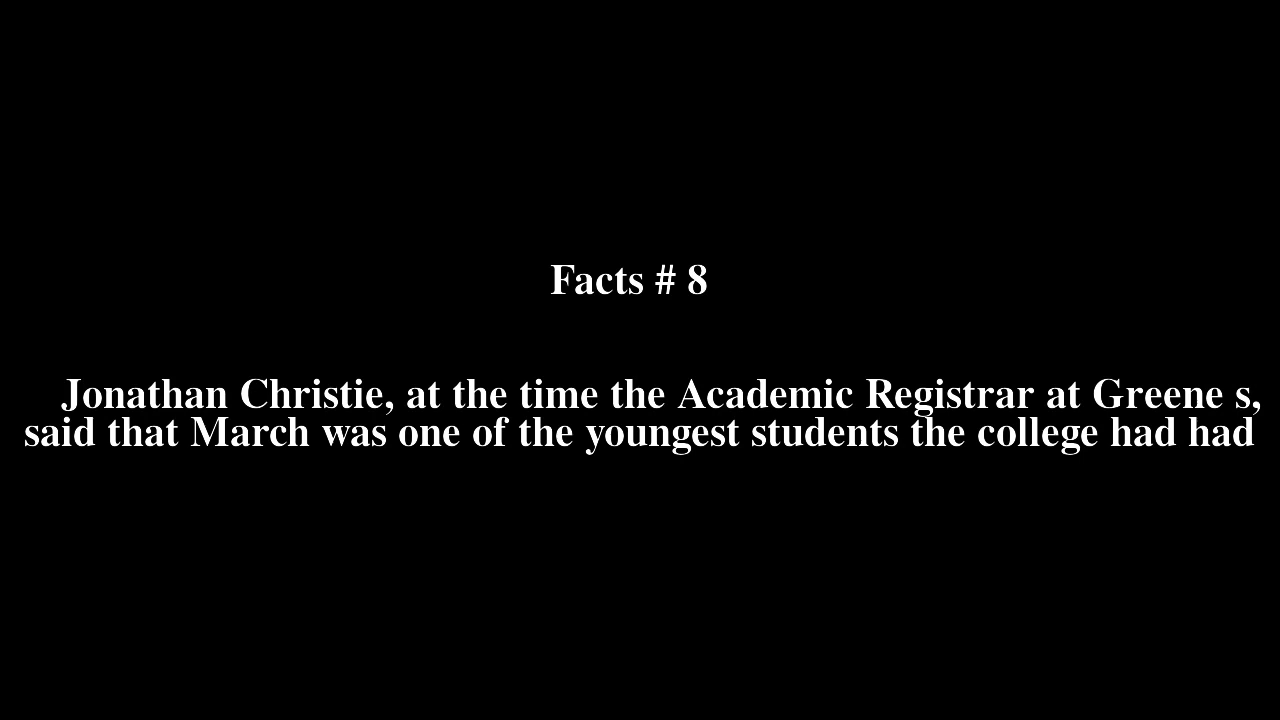 Facts # 8
Jonathan Christie, at the time the Academic Registrar at Greene s,
said that March was one of the youngest students the college had had